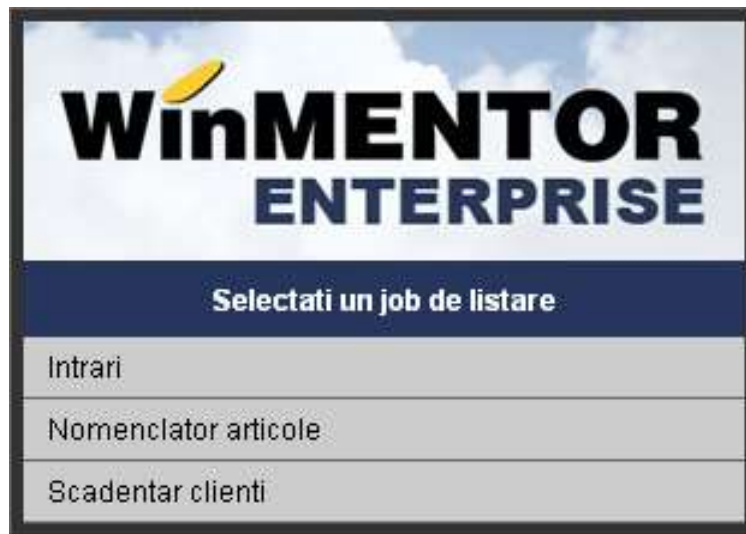 WinMENTOR
ENTERPRISE
Selectati un job de listare
Intrari
Nomenclator articole
Scadentar clienti